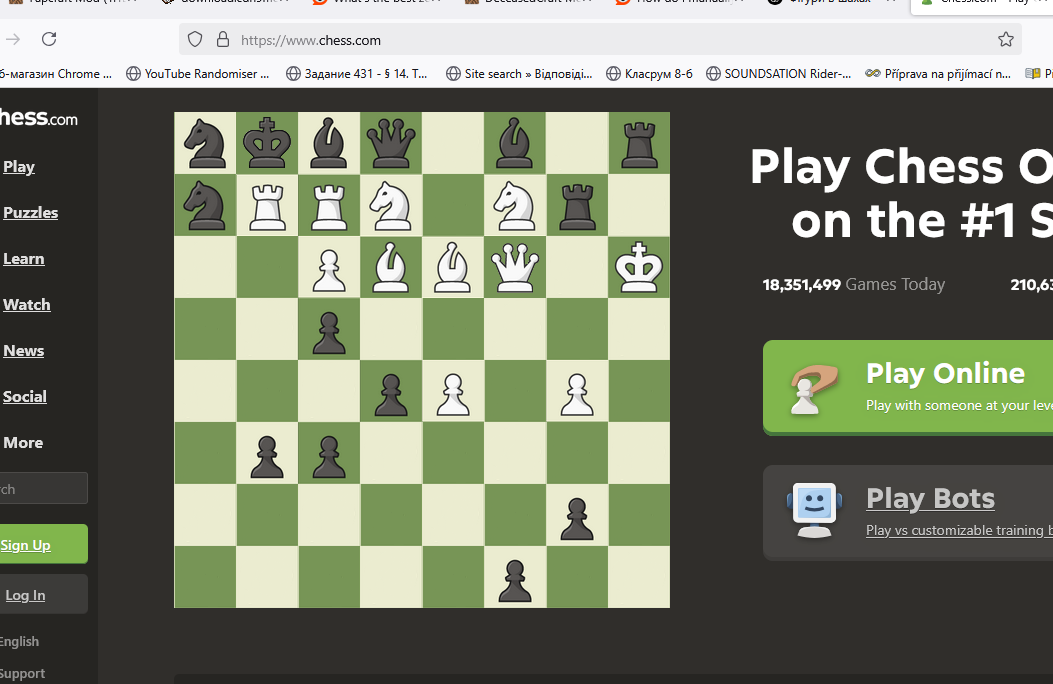 https://www.chess.com
YouTube Randomiser ...
Задание 431 - § 14. Т...
Site search » Відповіді...
Класрум 8-б
SOUNDSATION Rider-...
Příprava na přijímací n...
б-магазин Chrome ...
hess.com
Play
Puzzles
Learn
Watch
News
Social
More
rch
Sign Up
Log In
English
Support
Play Chess O
on the #1 S
18,351,499 Games Today
210,63
Play Online
Play with someone at your leve
Play Bots
Play vs customizable training b